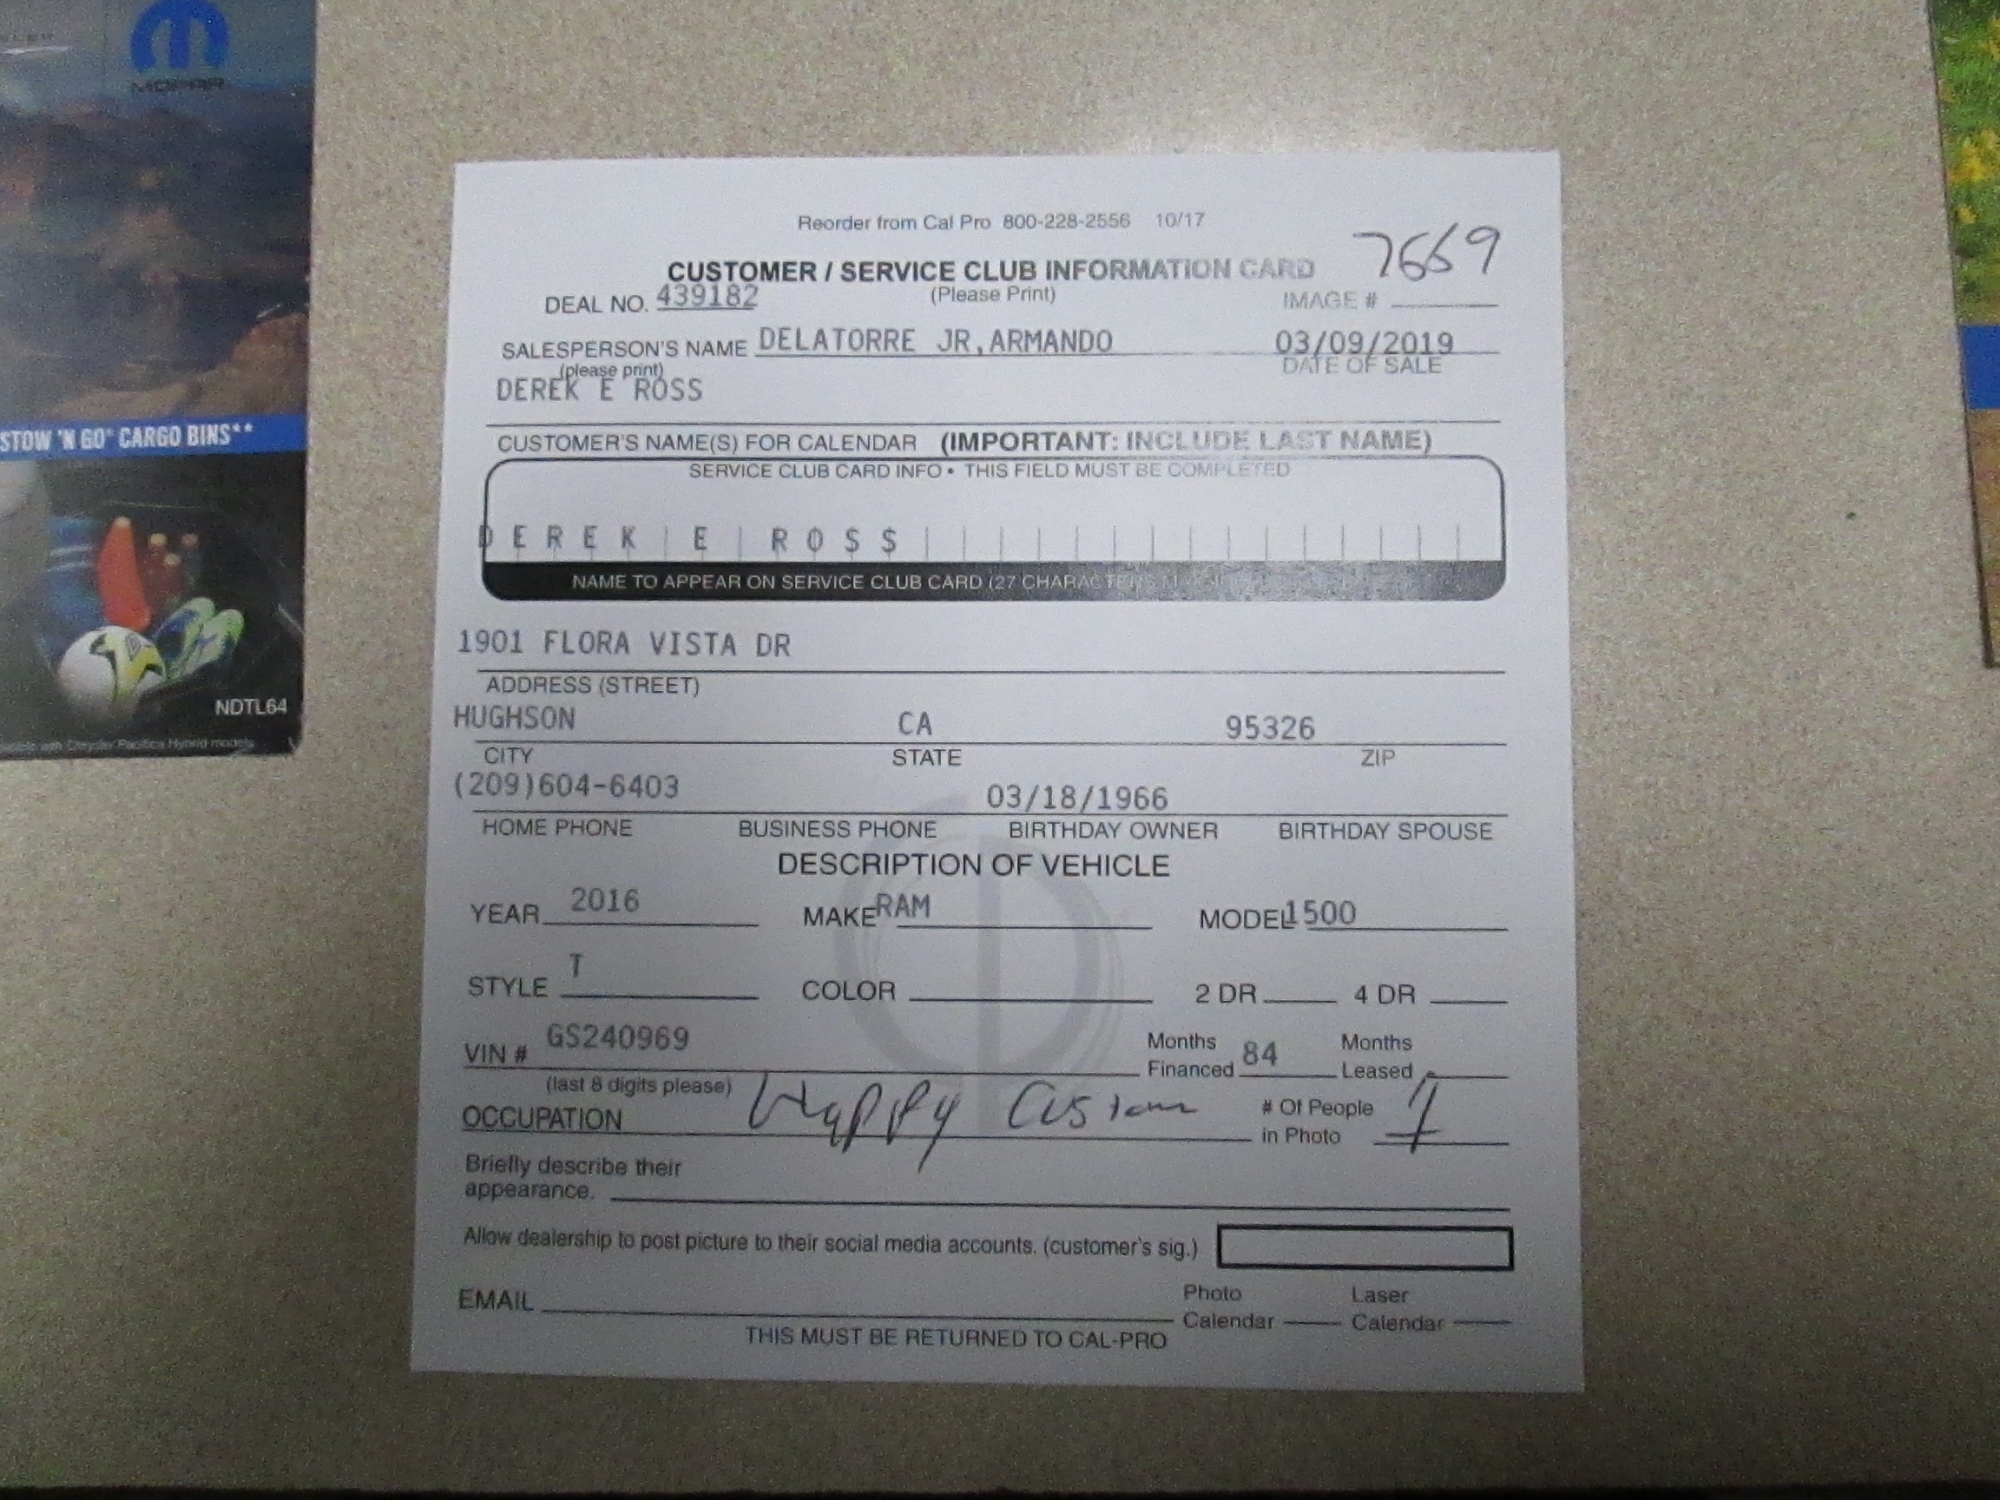 MOPAR
STOW 'N GO® CARGO BINS**
NDTL64
with Chrysler Pacifica Hybrid models
Reorder from Cal Pro 800-228-2556 10/17
7669
CUSTOMER / SERVICE CLUB INFORMATION CARD
DEAL NO. 439182 (Please Print) IMAGE #
SALESPERSON'S NAME DELATORRE JR,ARMANDO 03/09/2019
(please print) DATE OF SALE
DEREK E ROSS
CUSTOMER'S NAME(S) FOR CALENDAR (IMPORTANT: INCLUDE LAST NAME)
SERVICE CLUB CARD INFO • THIS FIELD MUST BE COMPLETED
DEREK E ROSS
NAME TO APPEAR ON SERVICE CLUB CARD (27 CHARACTERS
1901 FLORA VISTA DR
ADDRESS (STREET)
HUGHSON CA 95326
CITY STATE ZIP
(209)604-6403 03/18/1966
HOME PHONE BUSINESS PHONE BIRTHDAY OWNER BIRTHDAY SPOUSE
DESCRIPTION OF VEHICLE
YEAR 2016 MAKE RAM MODEL 1500
STYLE T COLOR 2 DR 4 DR
VIN # GS240969 Months Financed 84 Months Leased
(last 8 digits please)
OCCUPATION Happy Custom # Of People in Photo 1
Briefly describe their
appearance.
Allow dealership to post picture to their social media accounts. (customer's sig.)
EMAIL Photo Calendar Laser Calendar
THIS MUST BE RETURNED TO CAL-PRO